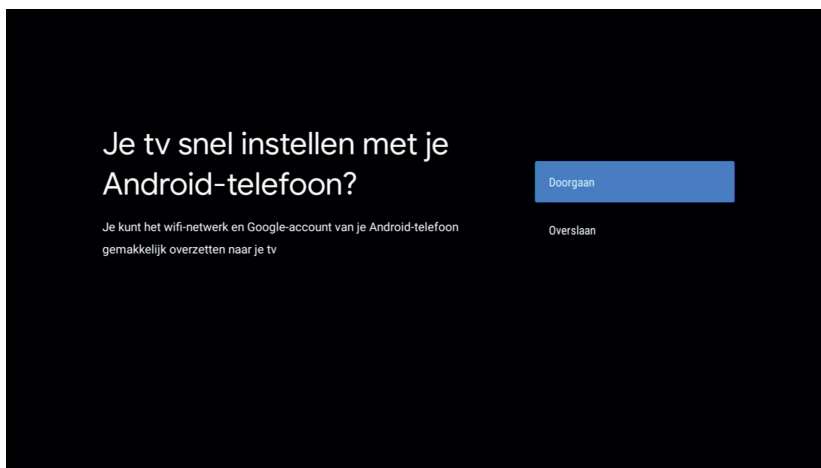 Je tv snel instellen met je
Android-telefoon?
Je kunt het wifi-netwerk en Google-account van je Android-telefoon
gemakkelijk overzetten naar je tv
Doorgaan
Overslaan